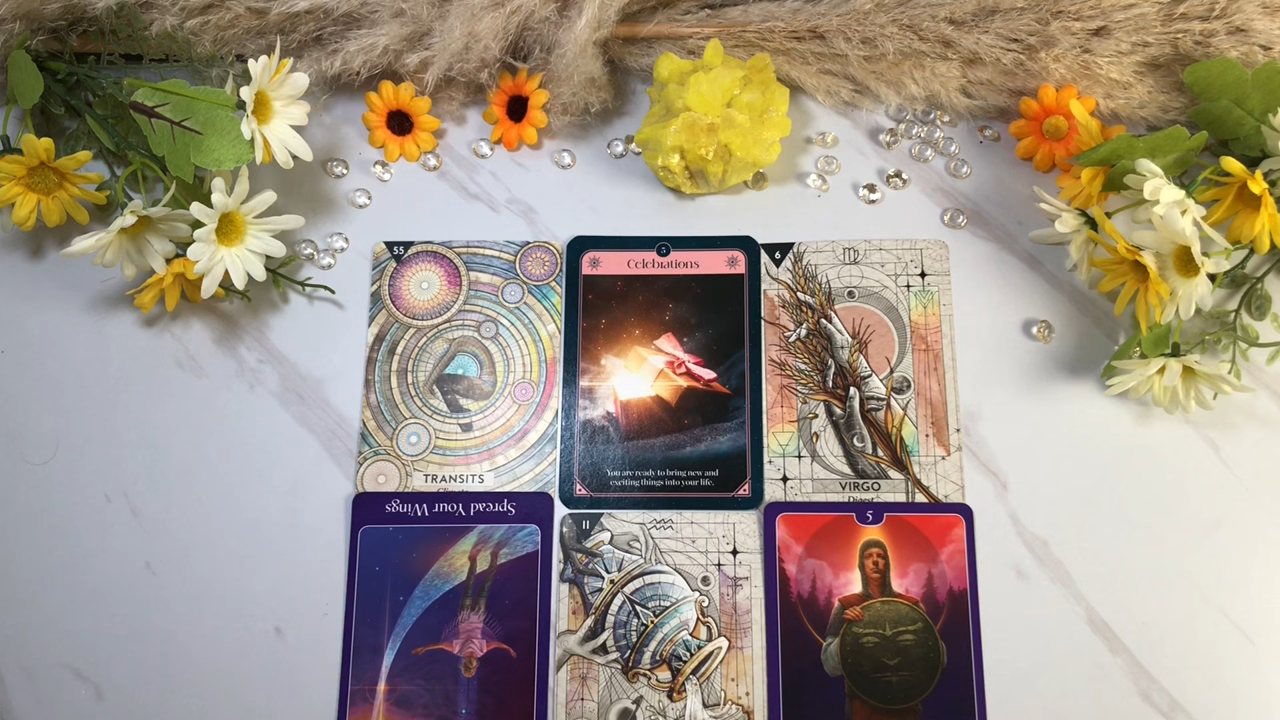 55
TRANSITS
5
Celebrations
You are ready to bring new and
exciting things into your life.
6
VIRGO
Digest
Spread Your Wings
11
5